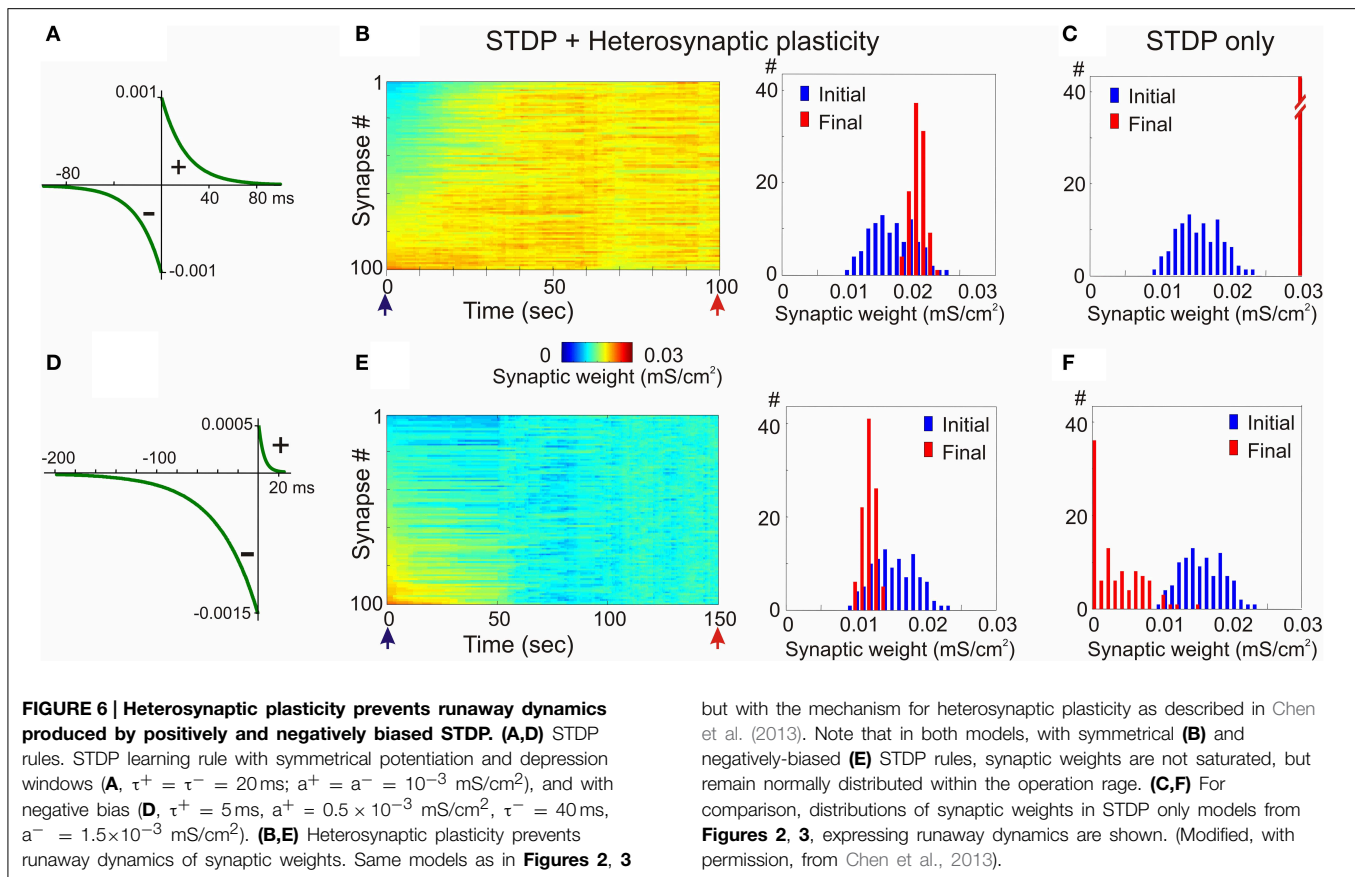 A
0.001
+
-80
40
80 ms
−
-0.001
B
STDP + Heterosynaptic plasticity
1
Synapse #
100
0
50
100
Time (sec)
#
40
Initial
Final
20
0
0
0.01
0.02
0.03
Synaptic weight (mS/cm²)
C
STDP only
#
40
Initial
Final
20
0
0
0.01
0.02
0.03
Synaptic weight (mS/cm²)
0
0.03
Synaptic weight (mS/cm²)
D
0.0005
+
-200
-100
20 ms
−
-0.0015
E
1
Synapse #
100
0
50
100
150
Time (sec)
#
40
Initial
Final
20
0
0
0.01
0.02
0.03
Synaptic weight (mS/cm²)
F
#
40
Initial
Final
20
0
0
0.01
0.02
0.03
Synaptic weight (mS/cm²)
FIGURE 6 | Heterosynaptic plasticity prevents runaway dynamics
produced by positively and negatively biased STDP. (A,D) STDP
rules. STDP learning rule with symmetrical potentiation and depression
windows (A, τ⁺ = τ⁻ = 20 ms; a⁺ = a⁻ = 10⁻³ mS/cm²), and with
negative bias (D, τ⁺ = 5 ms, a⁺ = 0.5 × 10⁻³ mS/cm², τ⁻ = 40 ms,
a⁻ = 1.5×10⁻³ mS/cm²). (B,E) Heterosynaptic plasticity prevents
runaway dynamics of synaptic weights. Same models as in Figures 2, 3
but with the mechanism for heterosynaptic plasticity as described in Chen
et al. (2013). Note that in both models, with symmetrical (B) and
negatively-biased (E) STDP rules, synaptic weights are not saturated, but
remain normally distributed within the operation rage. (C,F) For
comparison, distributions of synaptic weights in STDP only models from
Figures 2, 3, expressing runaway dynamics are shown. (Modified, with
permission, from Chen et al., 2013).